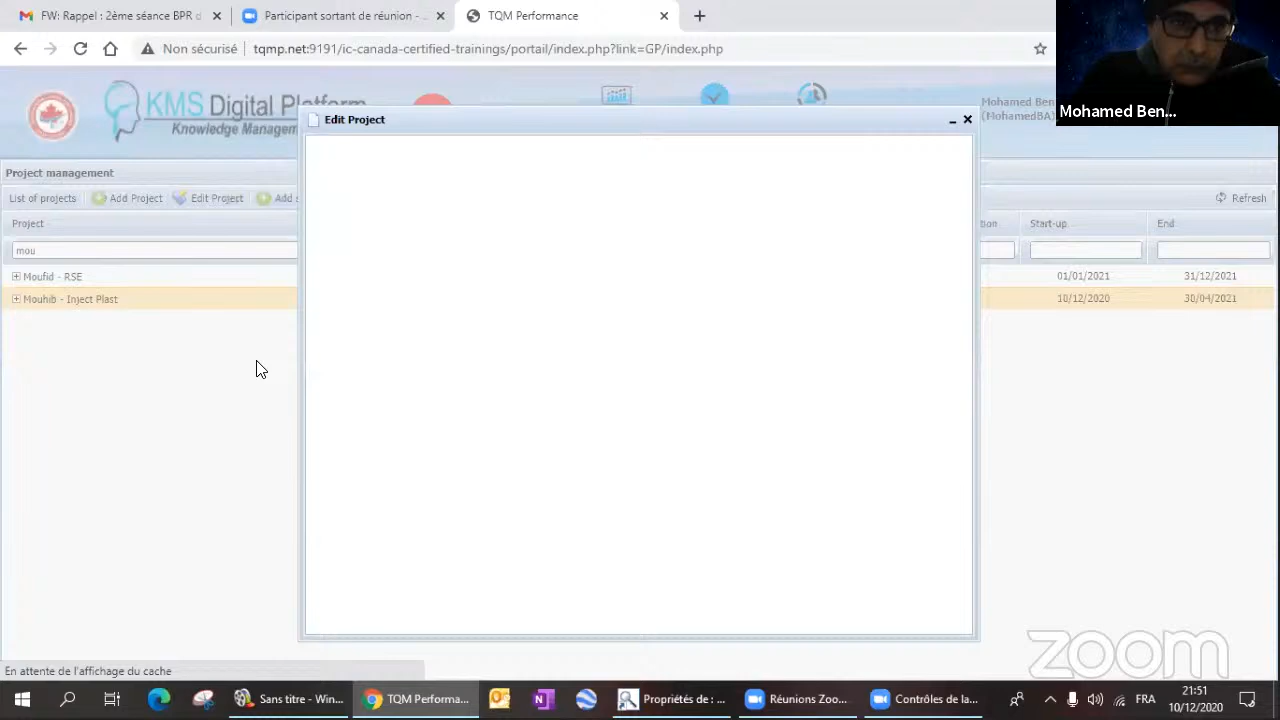 FW: Rappel : 2ème séance BPR d
Participant sortant de réunion -
TQM Performance
Non sécurisé
tqmp.net:9191/ic-canada-certified-trainings/portail/index.php?link=GP/index.php
KMS Digital Platform
Knowledge Managem
Mohamed Ben
(MohamedBA)
Mohamed Ben...
Edit Project
Project management
List of projects
Add Project
Edit Project
Add
Refresh
Project
tion
Start-up
End
mou
Moufid - RSE
01/01/2021
31/12/2021
Mouhib - Inject Plast
10/12/2020
30/04/2021
zoom
En attente de l'affichage du cache
Sans titre - Win...
TQM Performa...
Propriétés de : ...
Réunions Zoo...
Contrôles de la...
FRA
21:51
10/12/2020